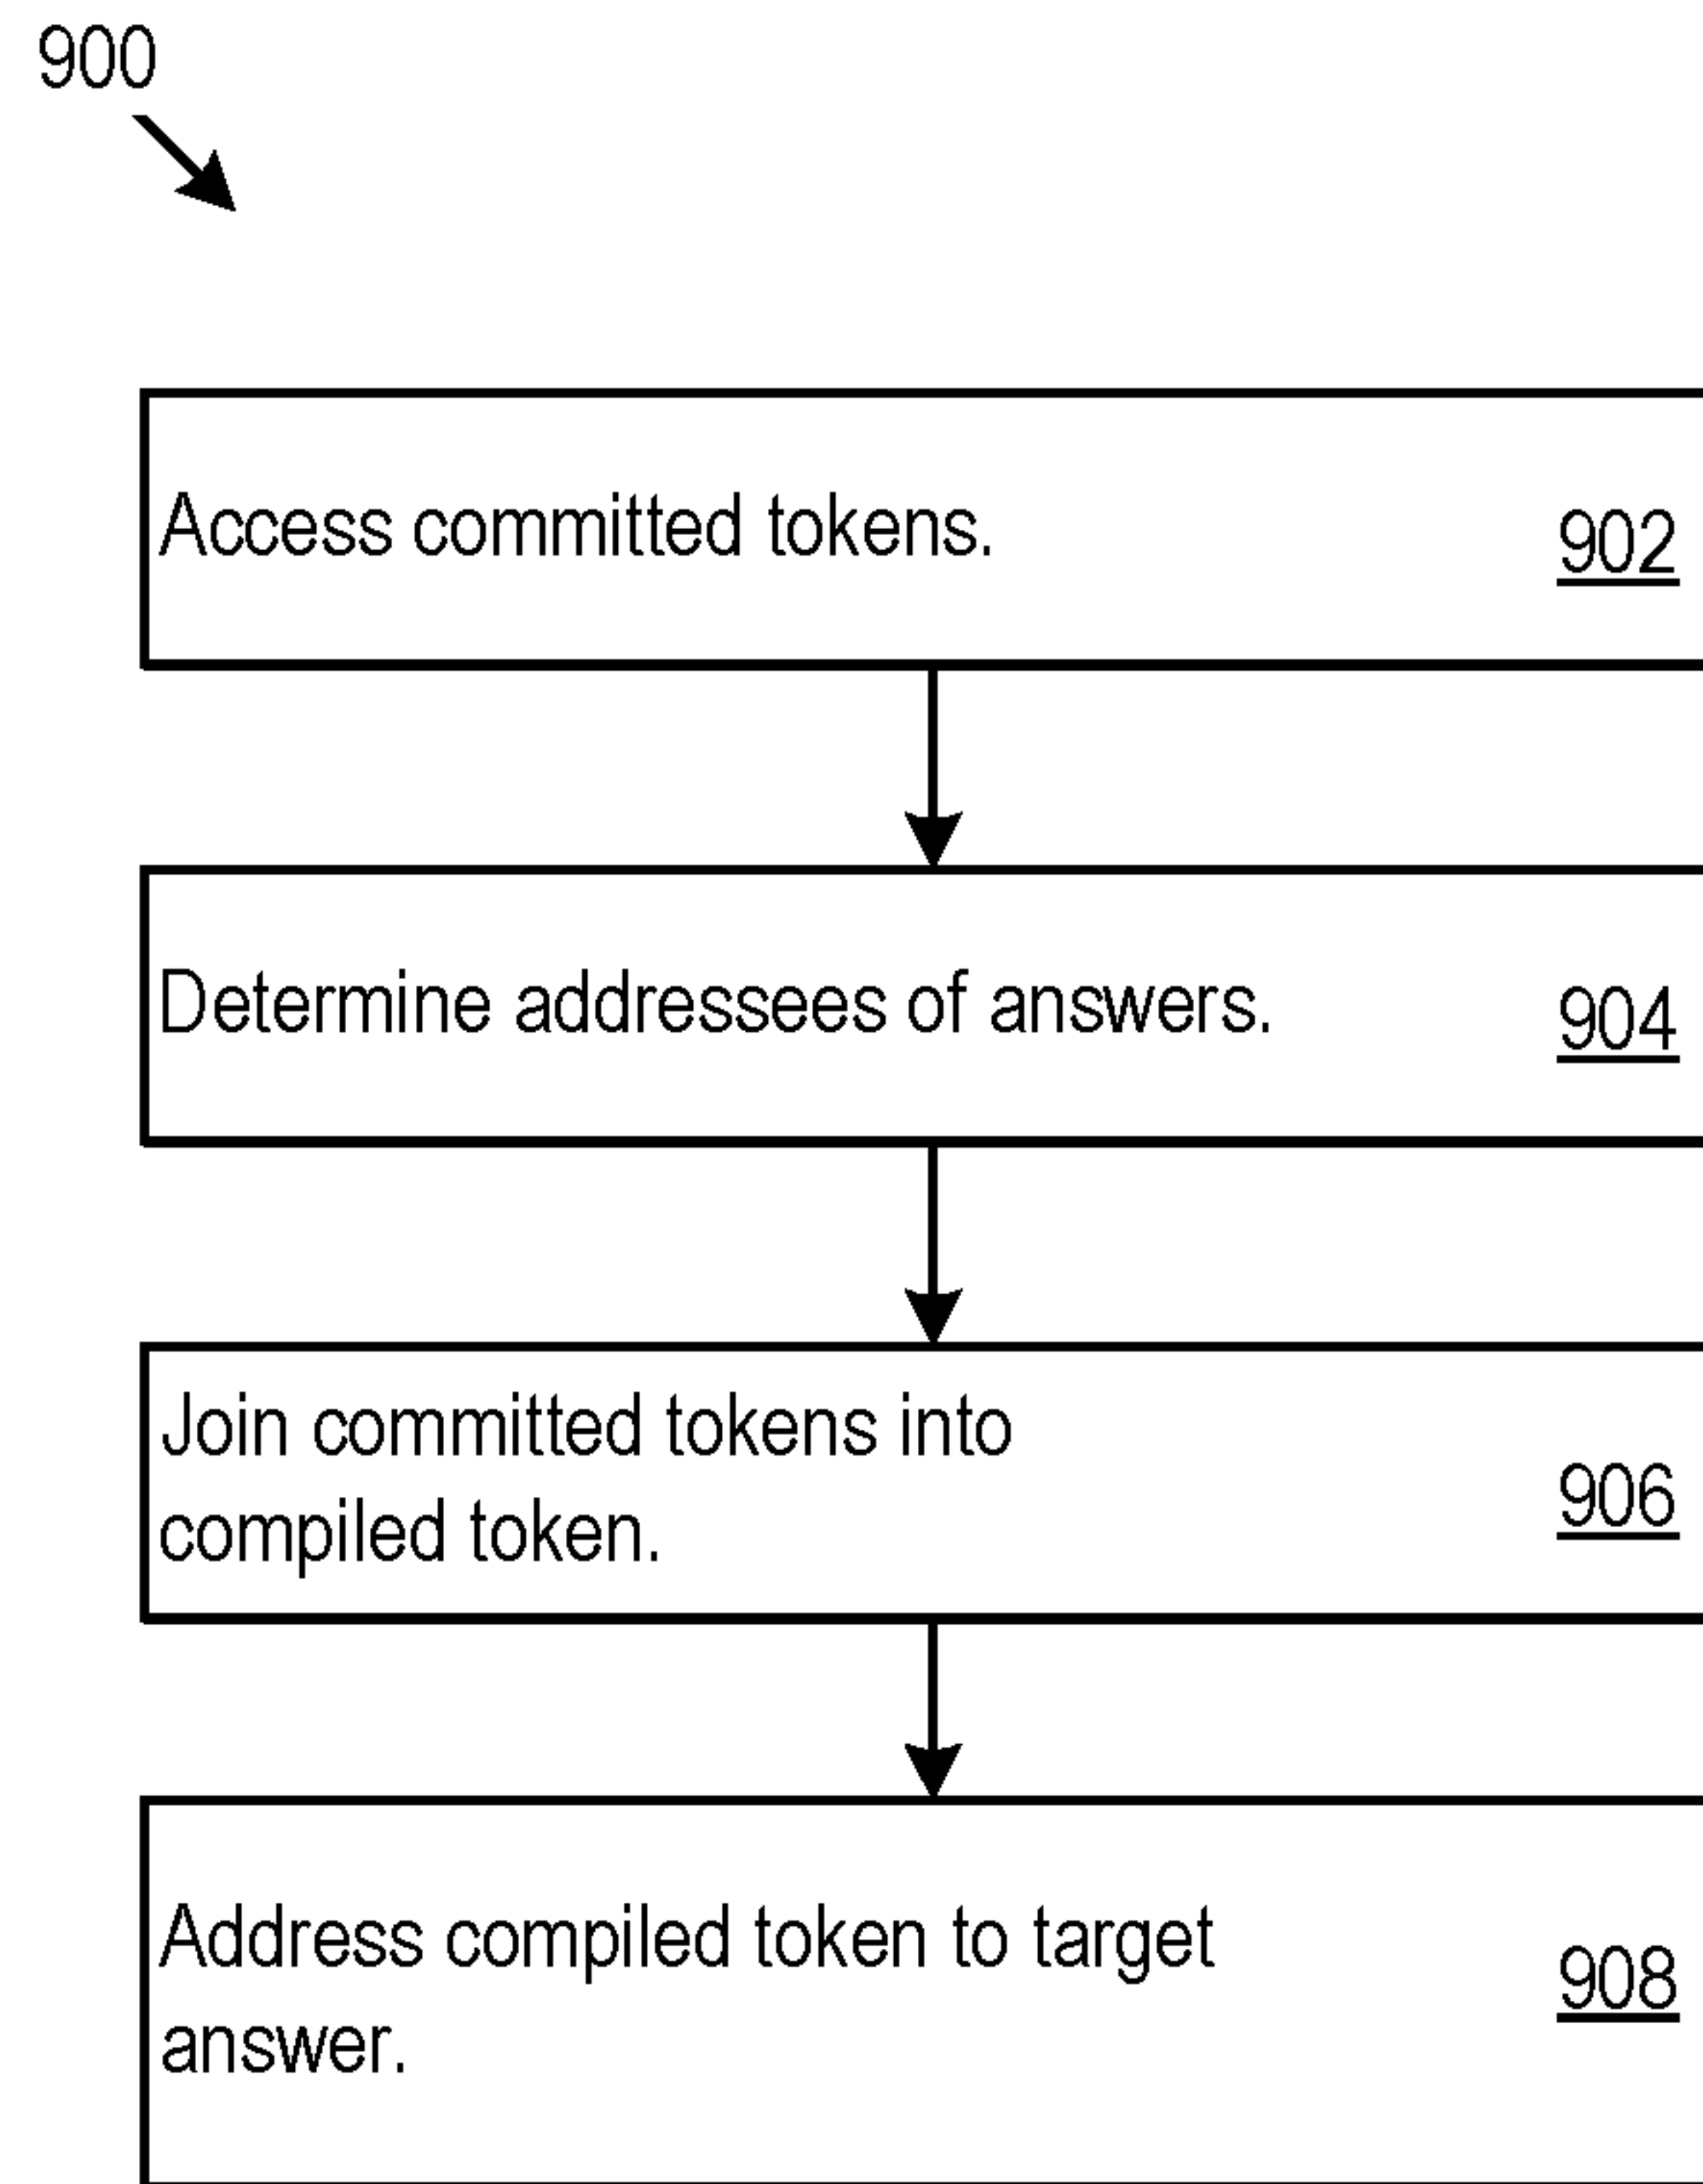 900
Access committed tokens.
902
Determine addressees of answers.
904
Join committed tokens into
compiled token.
906
Address compiled token to target
answer.
908